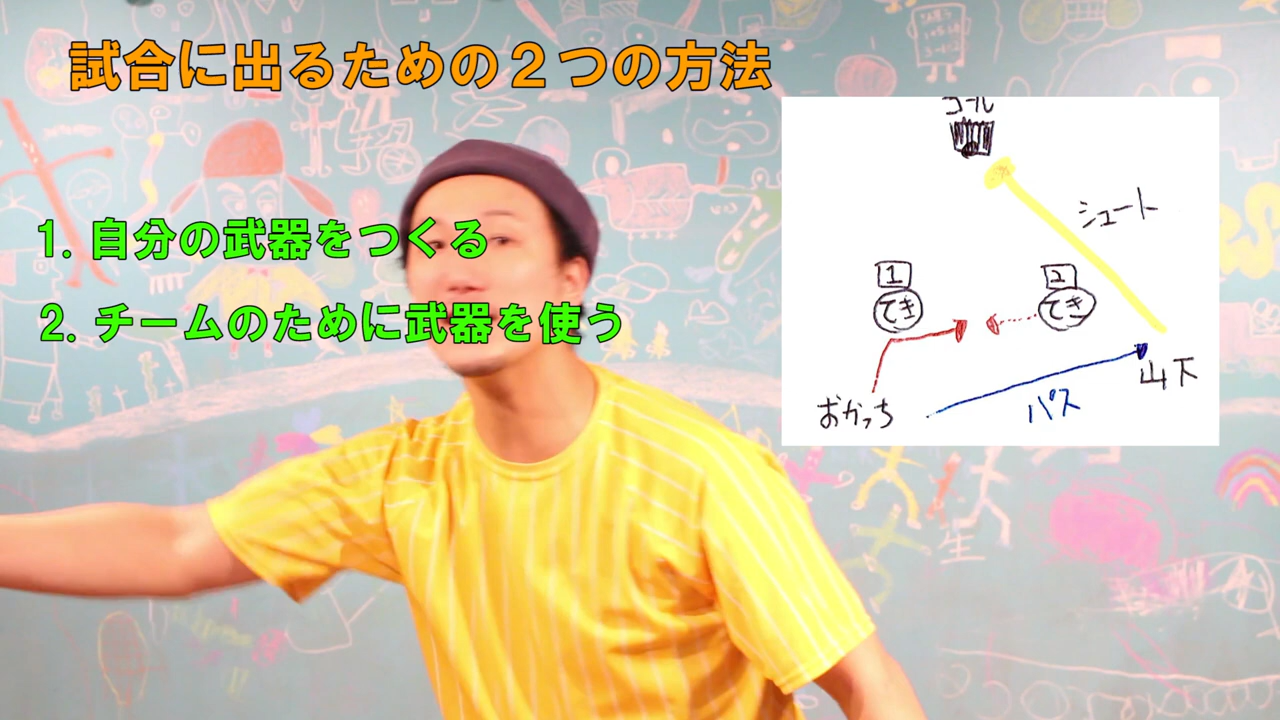 試合に出るための２つの方法
1. 自分の武器をつくる
2. チームのために武器を使う
ゴール
シュート
1
てき
2
てき
山下
おかっち
パス
生